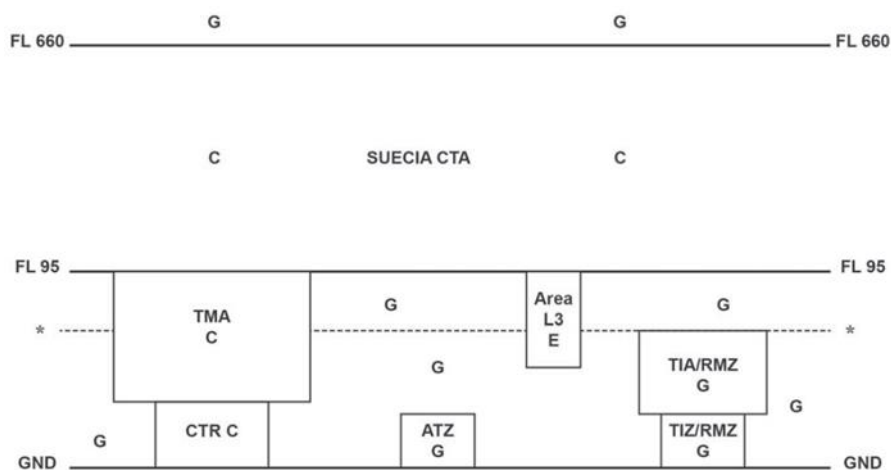 G G
FL 660 FL 660
C SUECIA CTA C
FL 95 FL 95
TMA
C
G
Area
L3
E
G
* *
G
TIA/RMZ
G
G
CTR C
ATZ
G
TIZ/RMZ
G
G
GND GND